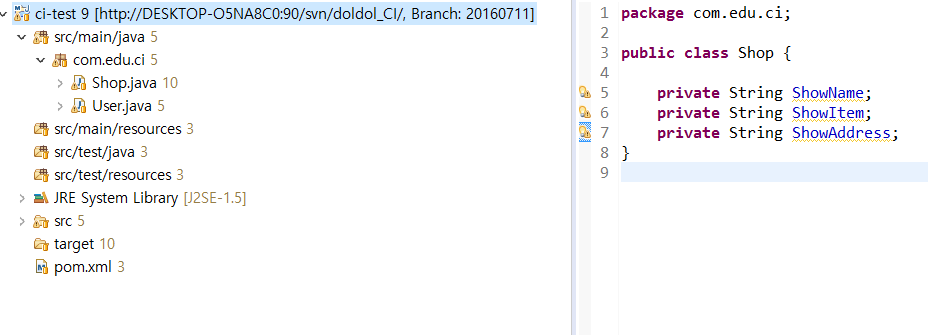 ci-test 9 [http://DESKTOP-O5NA8C0:90/svn/doldol_CI/, Branch: 20160711]
src/main/java 5
com.edu.ci 5
Shop.java 10
User.java 5
src/main/resources 3
src/test/java 3
src/test/resources 3
JRE System Library [J2SE-1.5]
src 5
target 10
pom.xml 3
1 package com.edu.ci;
2
3 public class Shop {
4
5 private String ShowName;
6 private String ShowItem;
7 private String ShowAddress;
8 }
9